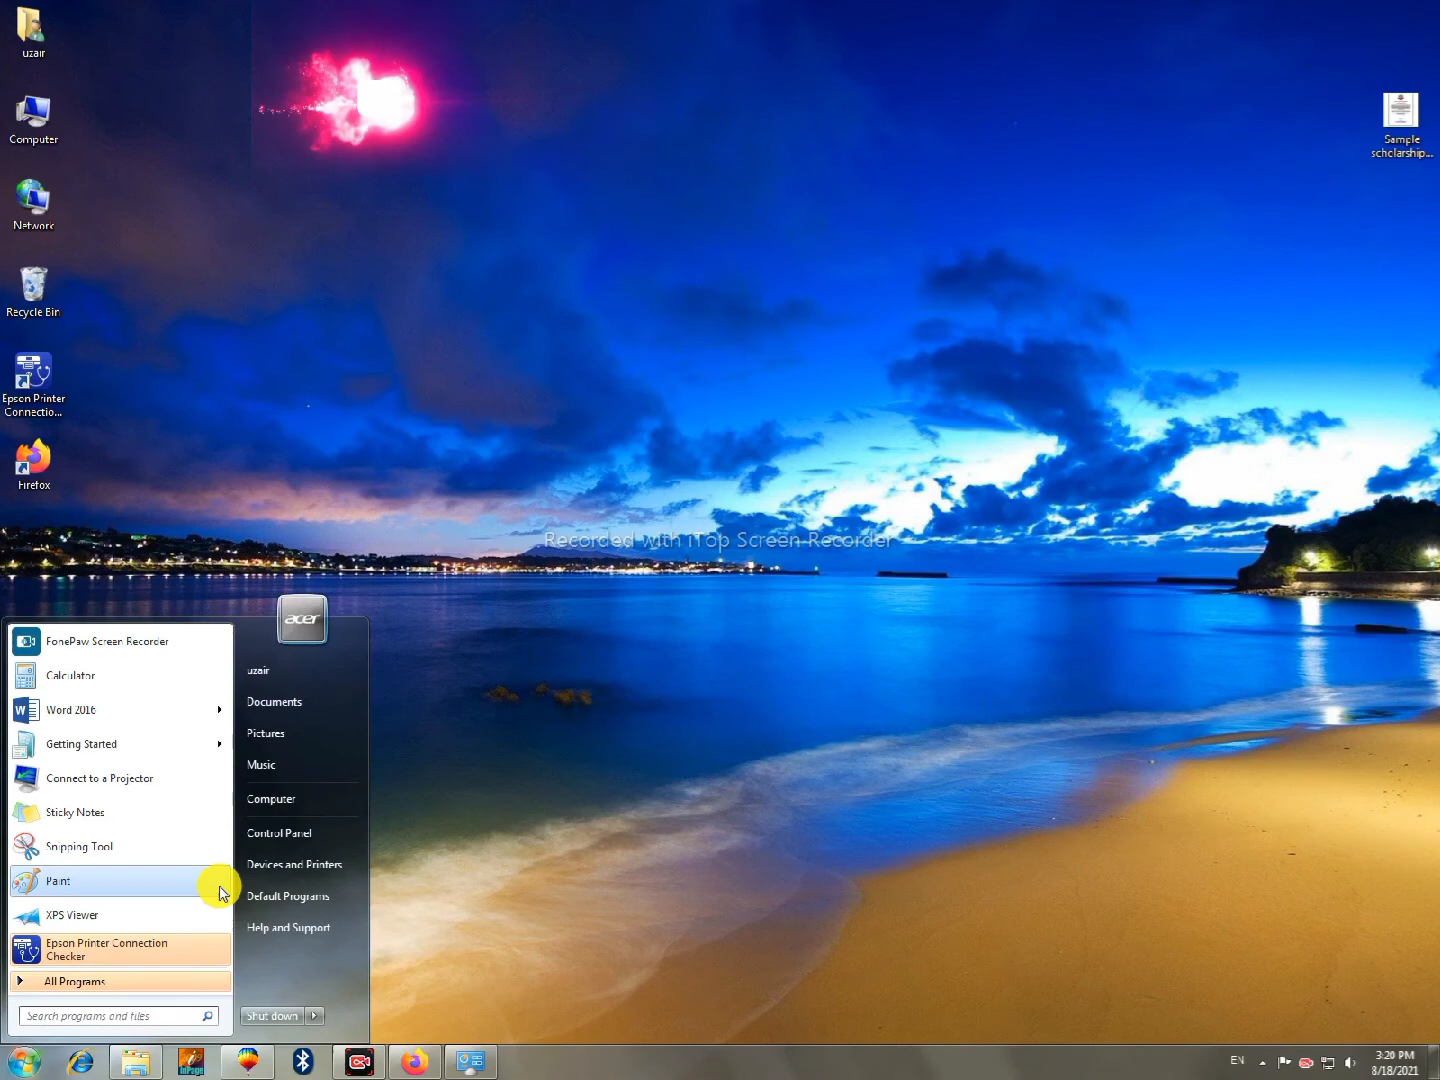 uzair
Computer
Network
Recycle Bin
Epson Printer
Connectio...
Firefox
Sample
scholarship...
Recorded with iTop Screen Recorder
acer
FonePaw Screen Recorder
Calculator
Word 2016
Getting Started
Connect to a Projector
Sticky Notes
Snipping Tool
Paint
XPS Viewer
Epson Printer Connection
Checker
All Programs
Search programs and files
uzair
Documents
Pictures
Music
Computer
Control Panel
Devices and Printers
Default Programs
Help and Support
Shut down
InPage
EN
3:20 PM
8/18/2021